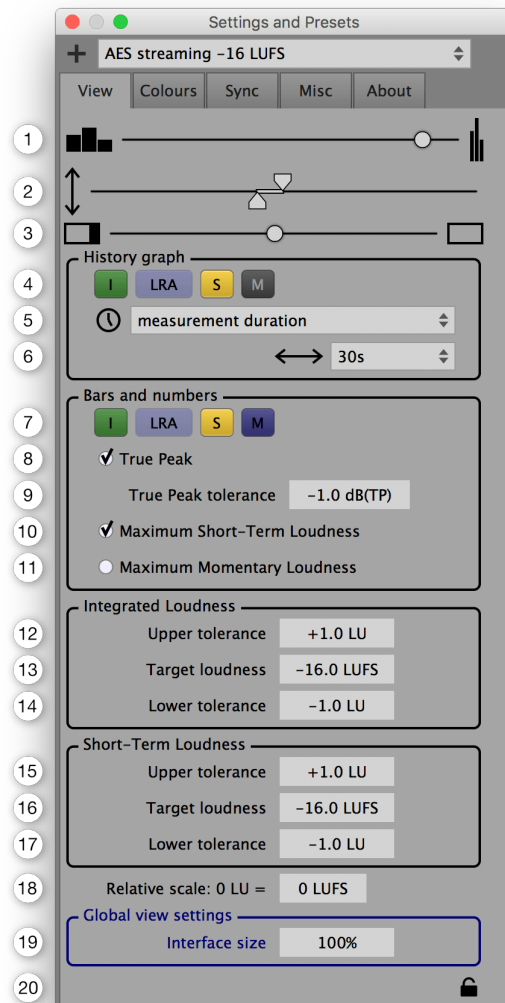 Settings and Presets
AES streaming -16 LUFS
View Colours Sync Misc About
1
2
3
History graph
4 I LRA S M
5 measurement duration
6 30s
Bars and numbers
7 I LRA S M
8 True Peak
9 True Peak tolerance -1.0 dB(TP)
10 Maximum Short-Term Loudness
11 Maximum Momentary Loudness
Integrated Loudness
12 Upper tolerance +1.0 LU
13 Target loudness -16.0 LUFS
14 Lower tolerance -1.0 LU
Short-Term Loudness
15 Upper tolerance +1.0 LU
16 Target loudness -16.0 LUFS
17 Lower tolerance -1.0 LU
18 Relative scale: 0 LU = 0 LUFS
Global view settings
19 Interface size 100%
20